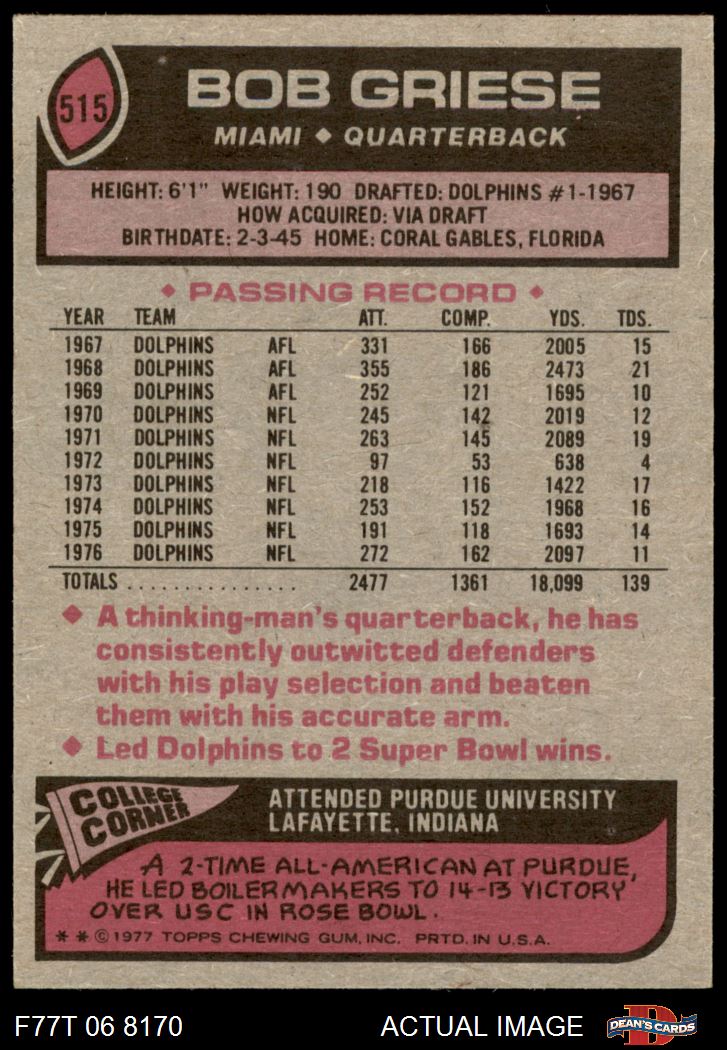 515
BOB GRIESE
MIAMI ◆ QUARTERBACK
HEIGHT: 6'1" WEIGHT: 190 DRAFTED: DOLPHINS #1-1967
HOW ACQUIRED: VIA DRAFT
BIRTHDATE: 2-3-45 HOME: CORAL GABLES, FLORIDA
◆ PASSING RECORD ◆
YEAR TEAM ATT. COMP. YDS. TDS.
1967 DOLPHINS AFL 331 166 2005 15
1968 DOLPHINS AFL 355 186 2473 21
1969 DOLPHINS AFL 252 121 1695 10
1970 DOLPHINS NFL 245 142 2019 12
1971 DOLPHINS NFL 263 145 2089 19
1972 DOLPHINS NFL 97 53 638 4
1973 DOLPHINS NFL 218 116 1422 17
1974 DOLPHINS NFL 253 152 1968 16
1975 DOLPHINS NFL 191 118 1693 14
1976 DOLPHINS NFL 272 162 2097 11
TOTALS ................ 2477 1361 18,099 139
◆ A thinking-man's quarterback, he has
consistently outwitted defenders
with his play selection and beaten
them with his accurate arm.
◆ Led Dolphins to 2 Super Bowl wins.
COLLEGE
CORNER
ATTENDED PURDUE UNIVERSITY
LAFAYETTE, INDIANA
A 2-TIME ALL-AMERICAN AT PURDUE,
HE LED BOILERMAKERS TO 14-13 VICTORY
OVER USC IN ROSE BOWL.
* * © 1977 TOPPS CHEWING GUM, INC. PRTD. IN U.S.A.
F77T 06 8170
ACTUAL IMAGE
D
DEAN'S CARDS